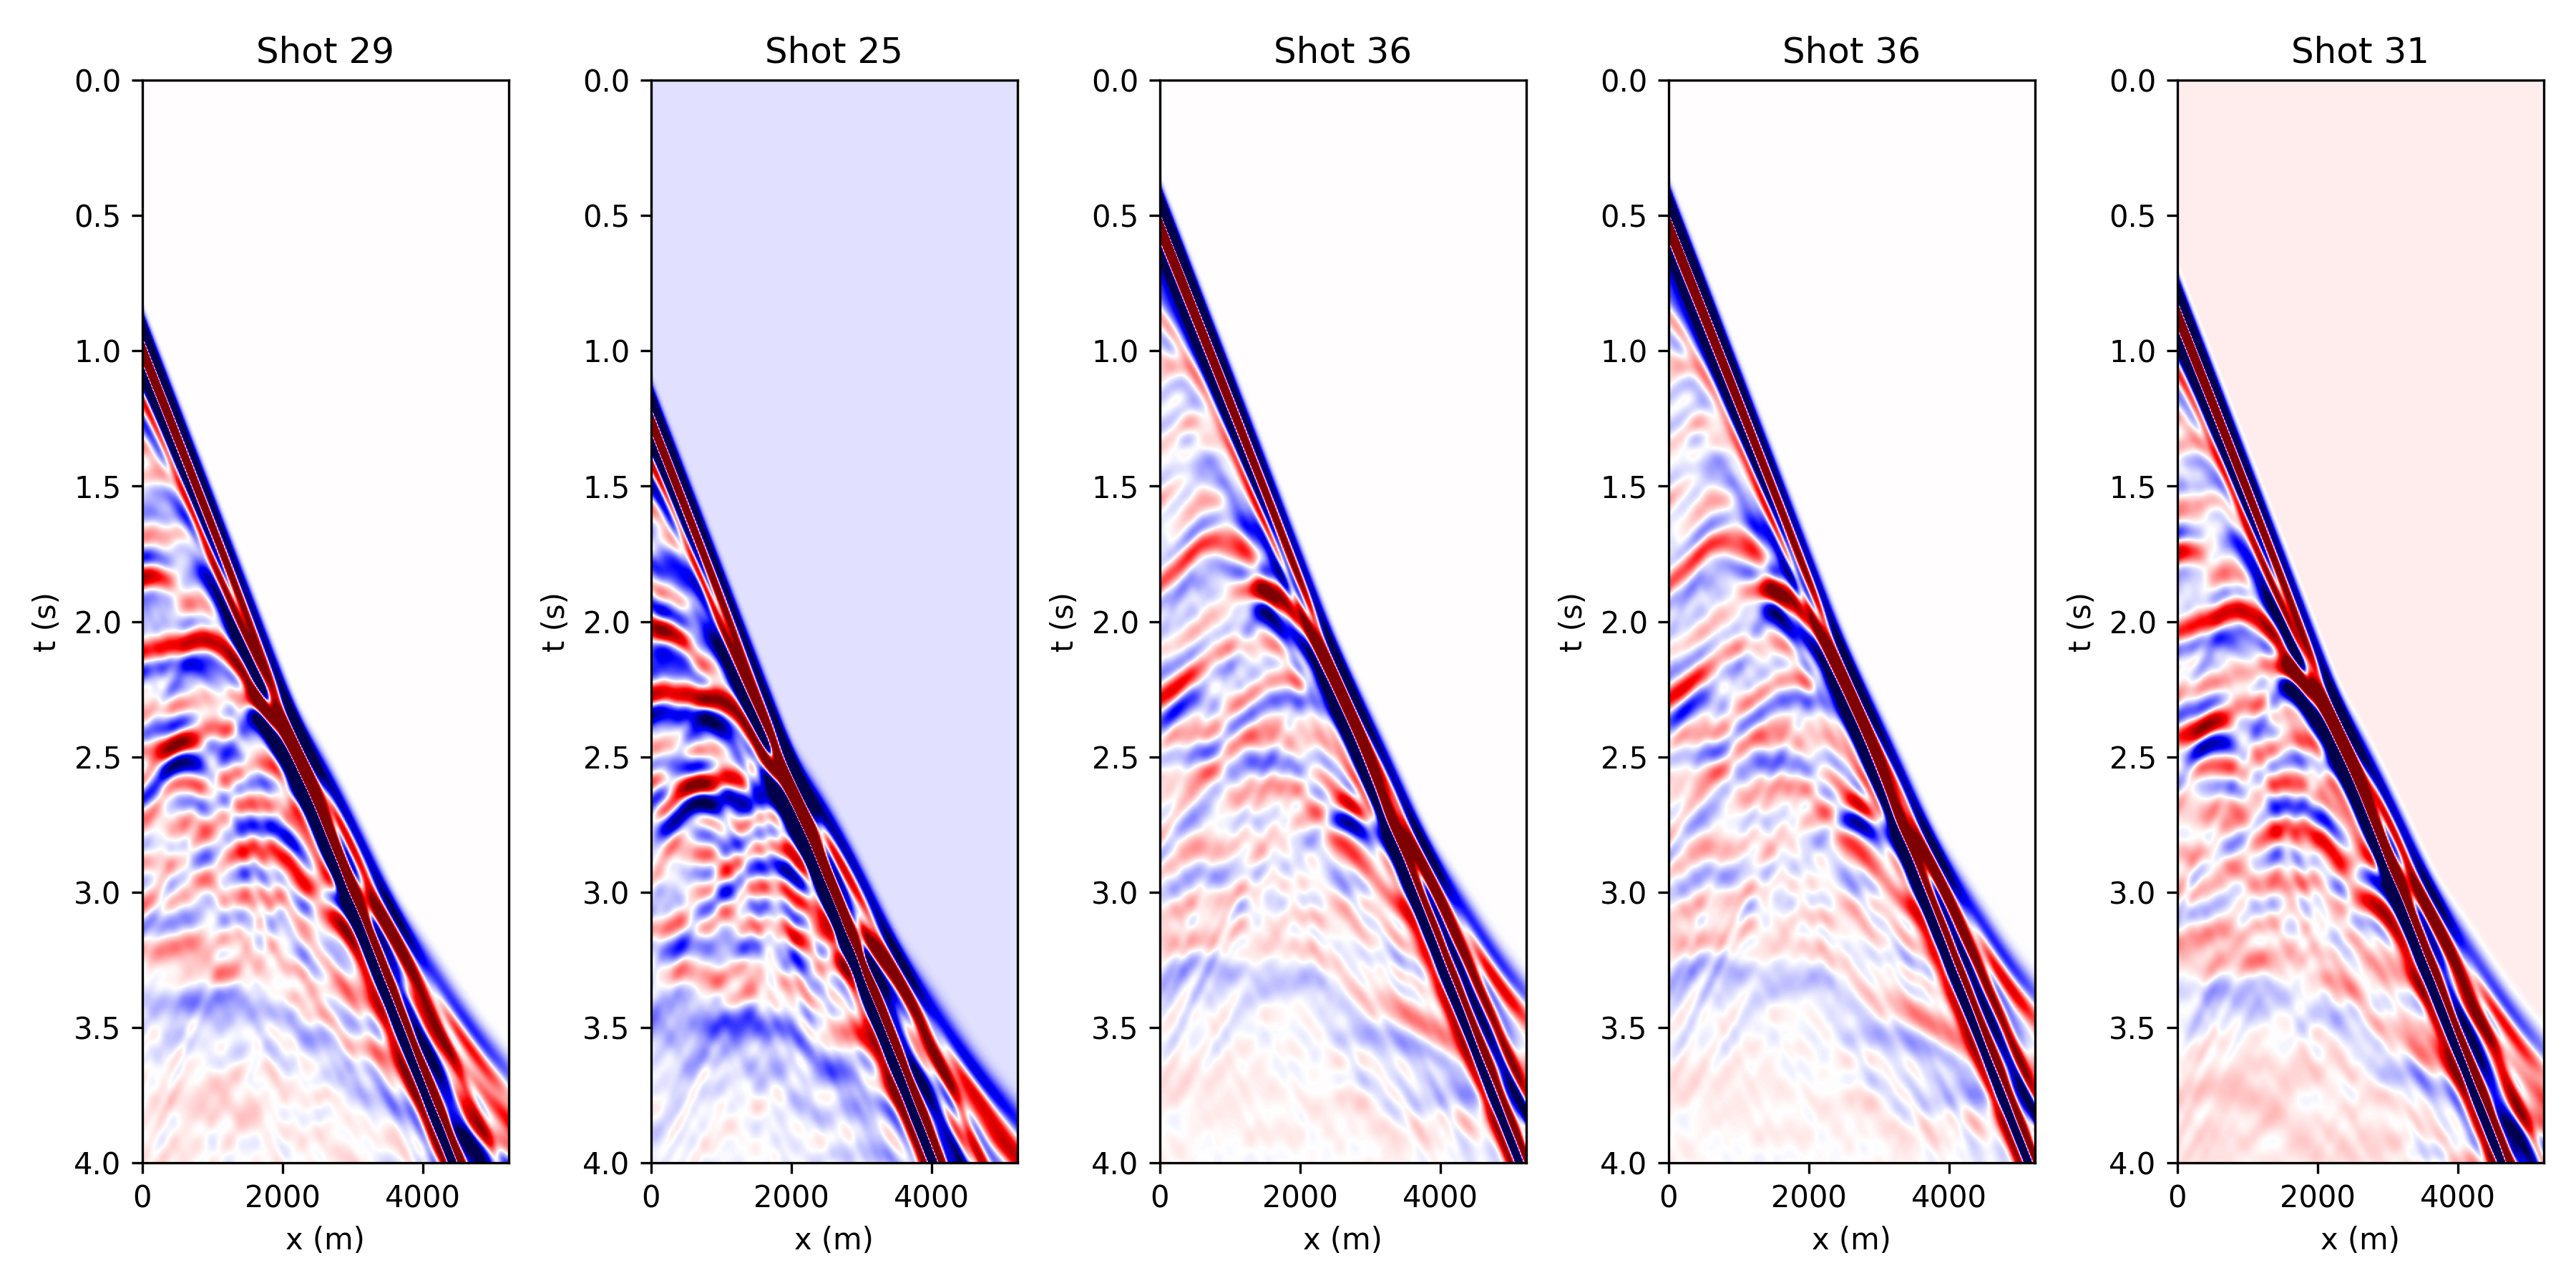 Shot 29 Shot 25 Shot 36 Shot 36 Shot 31
0.0 0.0 0.0 0.0 0.0
0.5 0.5 0.5 0.5 0.5
1.0 1.0 1.0 1.0 1.0
1.5 1.5 1.5 1.5 1.5
t (s) t (s) t (s) t (s) t (s)
2.0 2.0 2.0 2.0 2.0
2.5 2.5 2.5 2.5 2.5
3.0 3.0 3.0 3.0 3.0
3.5 3.5 3.5 3.5 3.5
4.0 4.0 4.0 4.0 4.0
0 2000 4000 0 2000 4000 0 2000 4000 0 2000 4000 0 2000 4000
x (m) x (m) x (m) x (m) x (m)